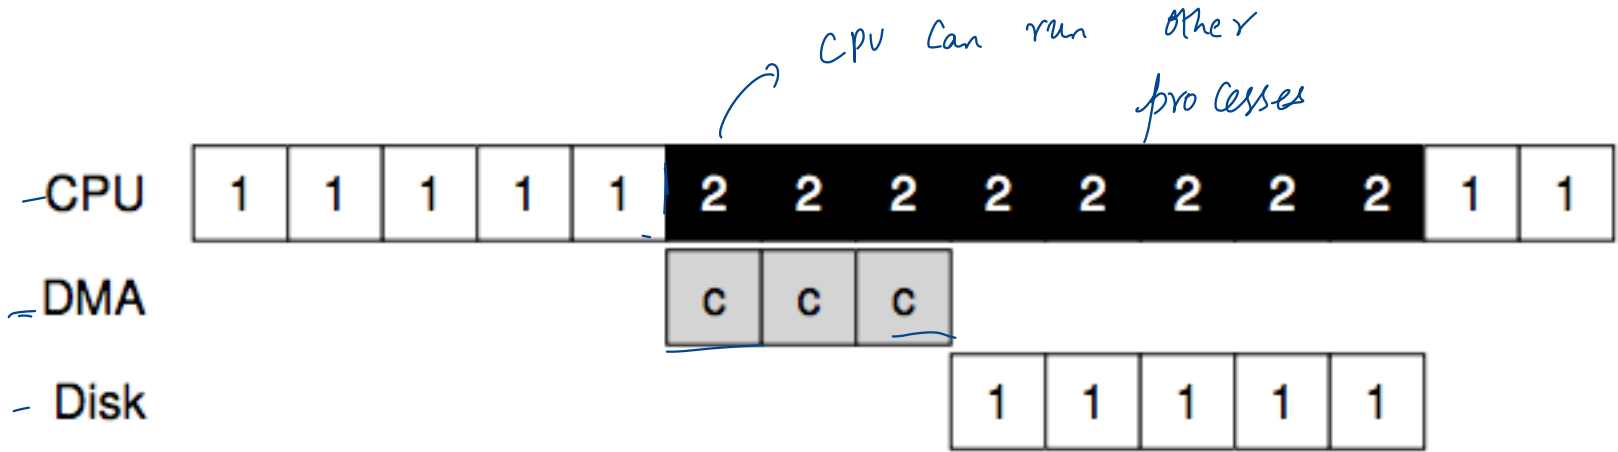 CPU can run other
processes
CPU 1 1 1 1 1 2 2 2 2 2 2 2 2 1 1
DMA c c c
Disk 1 1 1 1 1